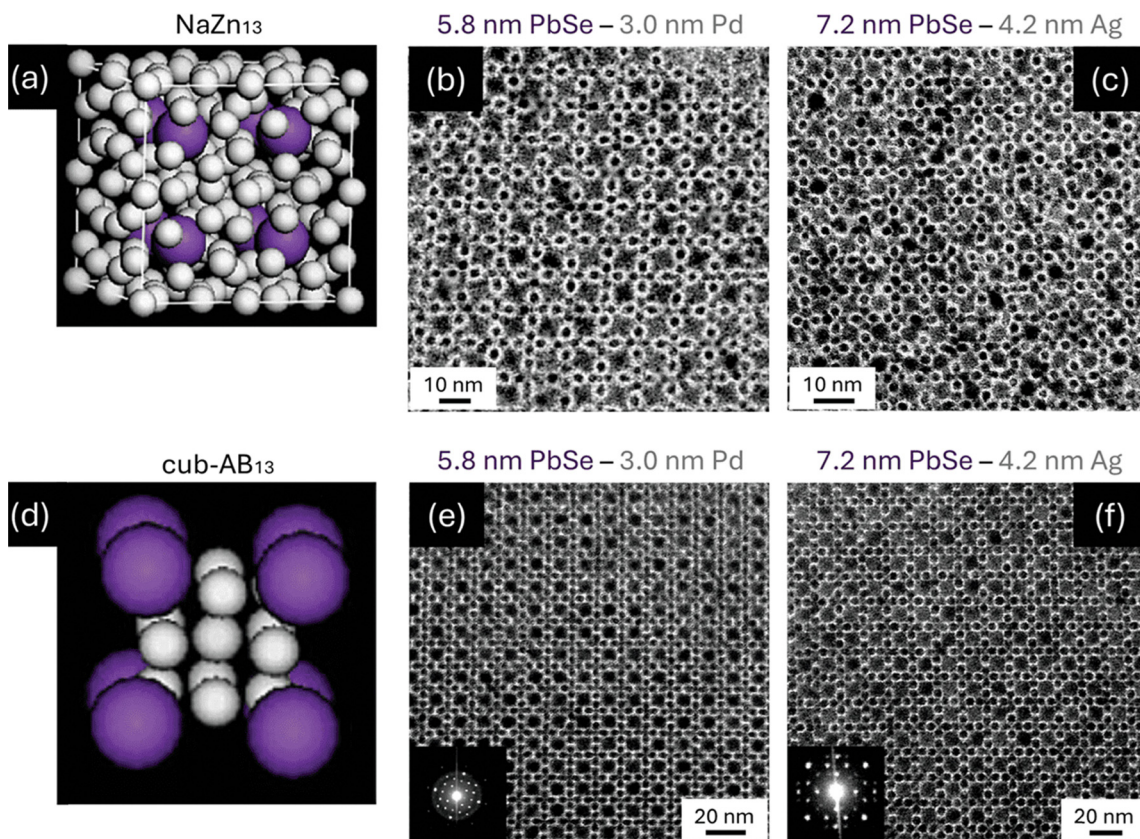 NaZn₁₃
5.8 nm PbSe – 3.0 nm Pd
7.2 nm PbSe – 4.2 nm Ag
(a)
(b)
(c)
10 nm
10 nm
cub-AB₁₃
5.8 nm PbSe – 3.0 nm Pd
7.2 nm PbSe – 4.2 nm Ag
(d)
(e)
(f)
20 nm
20 nm